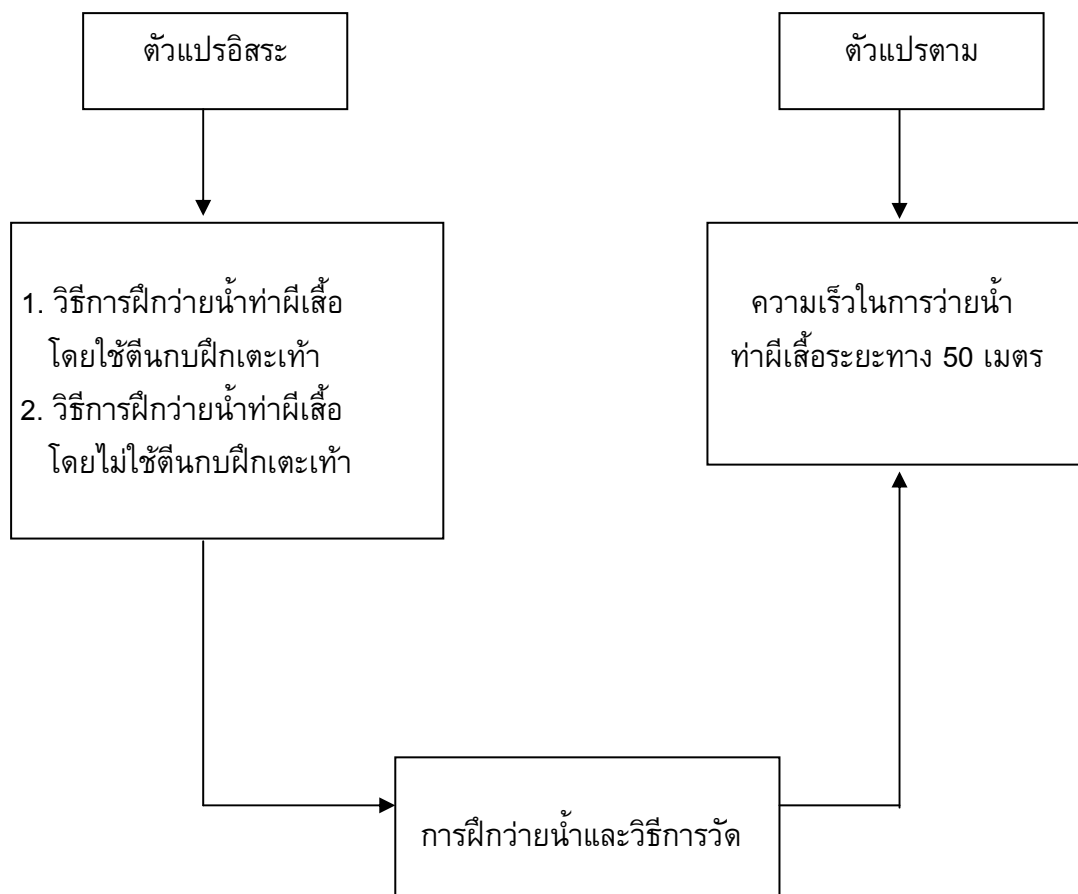 ตัวแปรอิสระ
ตัวแปรตาม
1. วิธีการฝึกว่ายน้ำท่าผีเสื้อ
โดยใช้ตีนกบฝึกเตะเท้า
2. วิธีการฝึกว่ายน้ำท่าผีเสื้อ
โดยไม่ใช้ตีนกบฝึกเตะเท้า
ความเร็วในการว่ายน้ำ
ท่าผีเสื้อระยะทาง 50 เมตร
การฝึกว่ายน้ำและวิธีการวัด